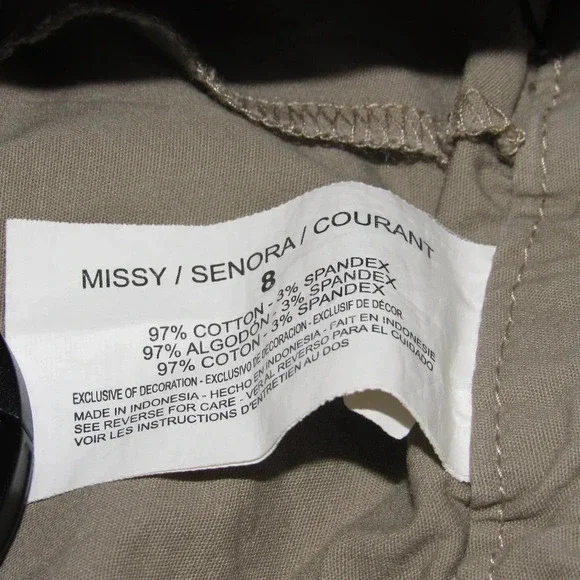 MISSY / SENORA / COURANT
8
97% COTTON - 3% SPANDEX
97% ALGODÓN - 3% SPANDEX
97% COTON - 3% SPANDEX
EXCLUSIVE OF DECORATION - EXCLUSIVO DE DECORACION - EXCLUSIF DE DÉCOR
MADE IN INDONESIA - HECHO EN INDONESIA - FAIT EN INDONESIE
SEE REVERSE FOR CARE - VER AL REVERSO PARA EL CUIDADO
VOIR LES INSTRUCTIONS D'ENTRETIEN AU DOS